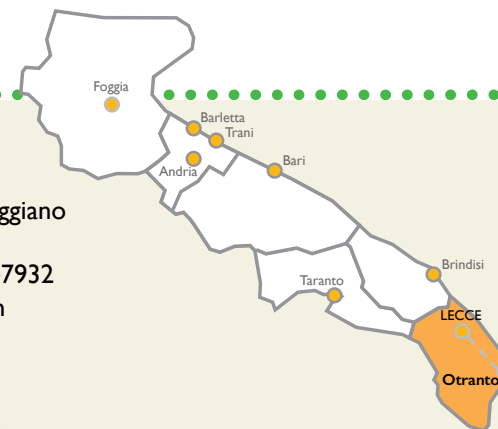 Foggia
Barletta
Trani
Bari
Andria
ggiano
7932
Brindisi
Taranto
LECCE
Otranto